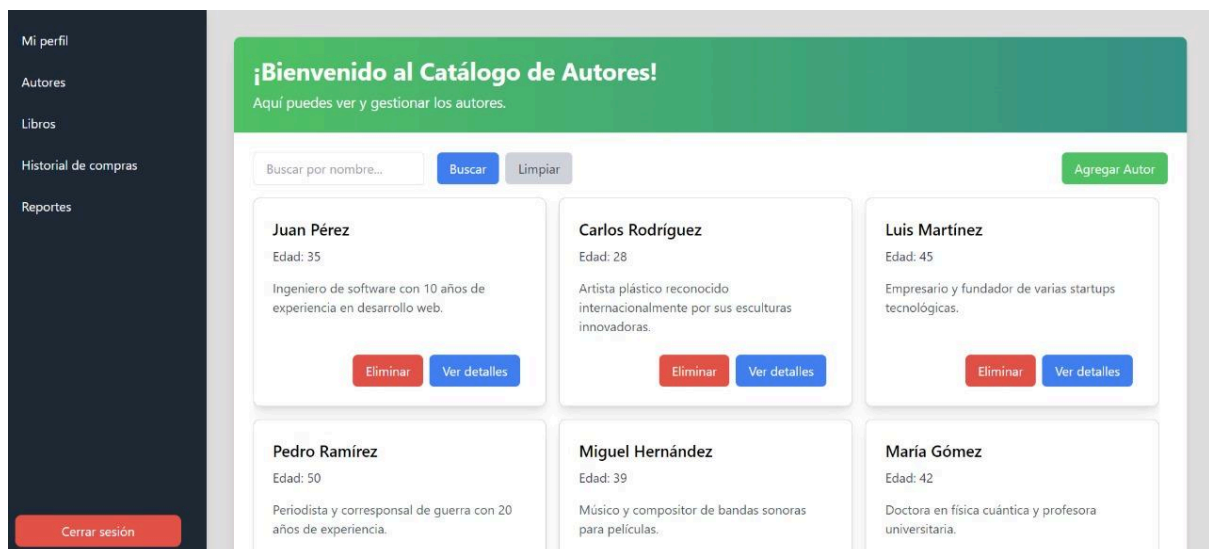 Mi perfil
Autores
Libros
Historial de compras
Reportes
Cerrar sesión
¡Bienvenido al Catálogo de Autores!
Aquí puedes ver y gestionar los autores.
Buscar por nombre...
Buscar
Limpiar
Agregar Autor
Juan Pérez
Edad: 35
Ingeniero de software con 10 años de
experiencia en desarrollo web.
Eliminar
Ver detalles
Carlos Rodríguez
Edad: 28
Artista plástico reconocido
internacionalmente por sus esculturas
innovadoras.
Eliminar
Ver detalles
Luis Martínez
Edad: 45
Empresario y fundador de varias startups
tecnológicas.
Eliminar
Ver detalles
Pedro Ramírez
Edad: 50
Periodista y corresponsal de guerra con 20
años de experiencia.
Miguel Hernández
Edad: 39
Músico y compositor de bandas sonoras
para películas.
María Gómez
Edad: 42
Doctora en física cuántica y profesora
universitaria.